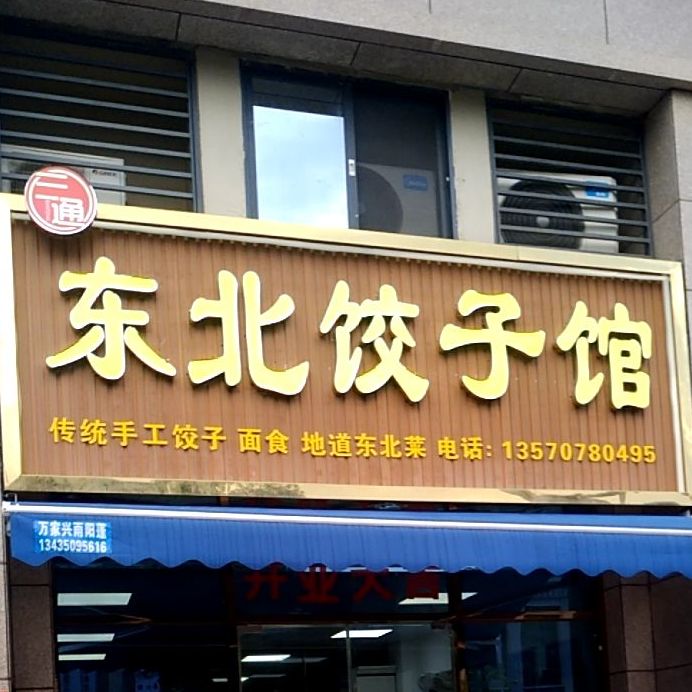 三通
东北饺子馆
传统手工饺子 面食 地道东北菜 电话: 13570780495
万家兴雨阳蓬
13435095616
开业大吉